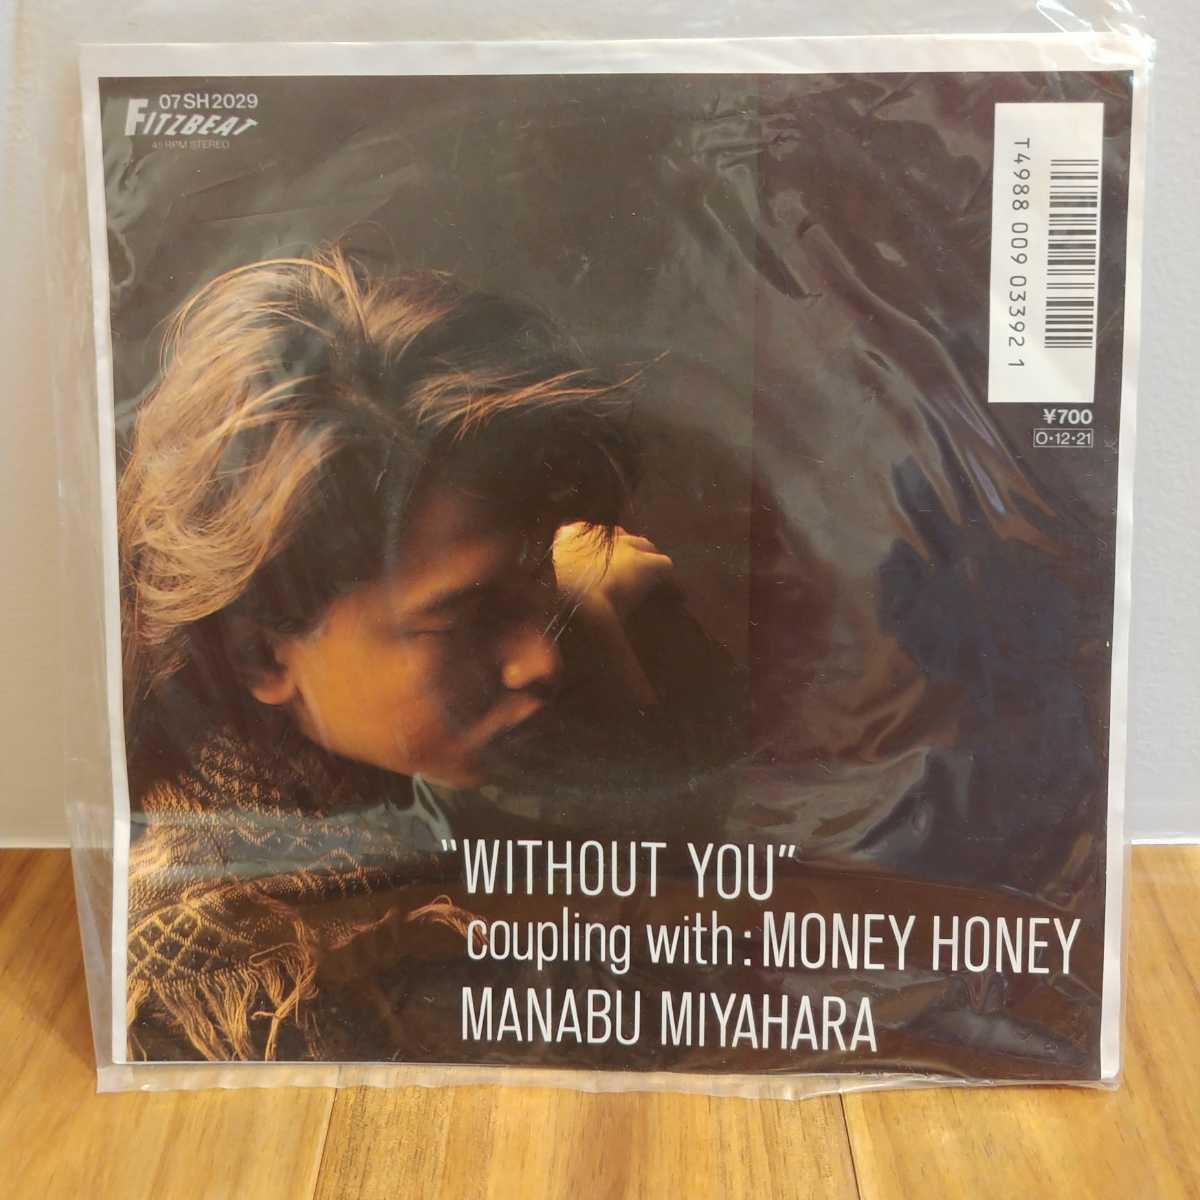 07SH2029
FITZBEAT
45 RPM STEREO
T4988 009 03392 1
¥700
O·12·21
"WITHOUT YOU"
coupling with: MONEY HONEY
MANABU MIYAHARA